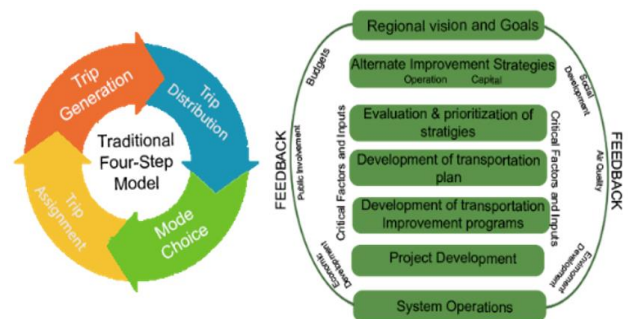 Trip
Generation
Trip
Distribution
Mode
Choice
Trip
Assignment
Traditional
Four-Step
Model
Regional vision and Goals
Alternate Improvement Strategies
Operation Capital
Evaluation & prioritization of
stratigies
Development of transportation
plan
Development of transportation
Improvement programs
Project Development
System Operations
FEEDBACK
Budgets
Public Involvement
Economic
Development
Critical Factors and Inputs
Critical Factors and Inputs
Social
Development
Air Quality
Enviroment
Development
FEEDBACK